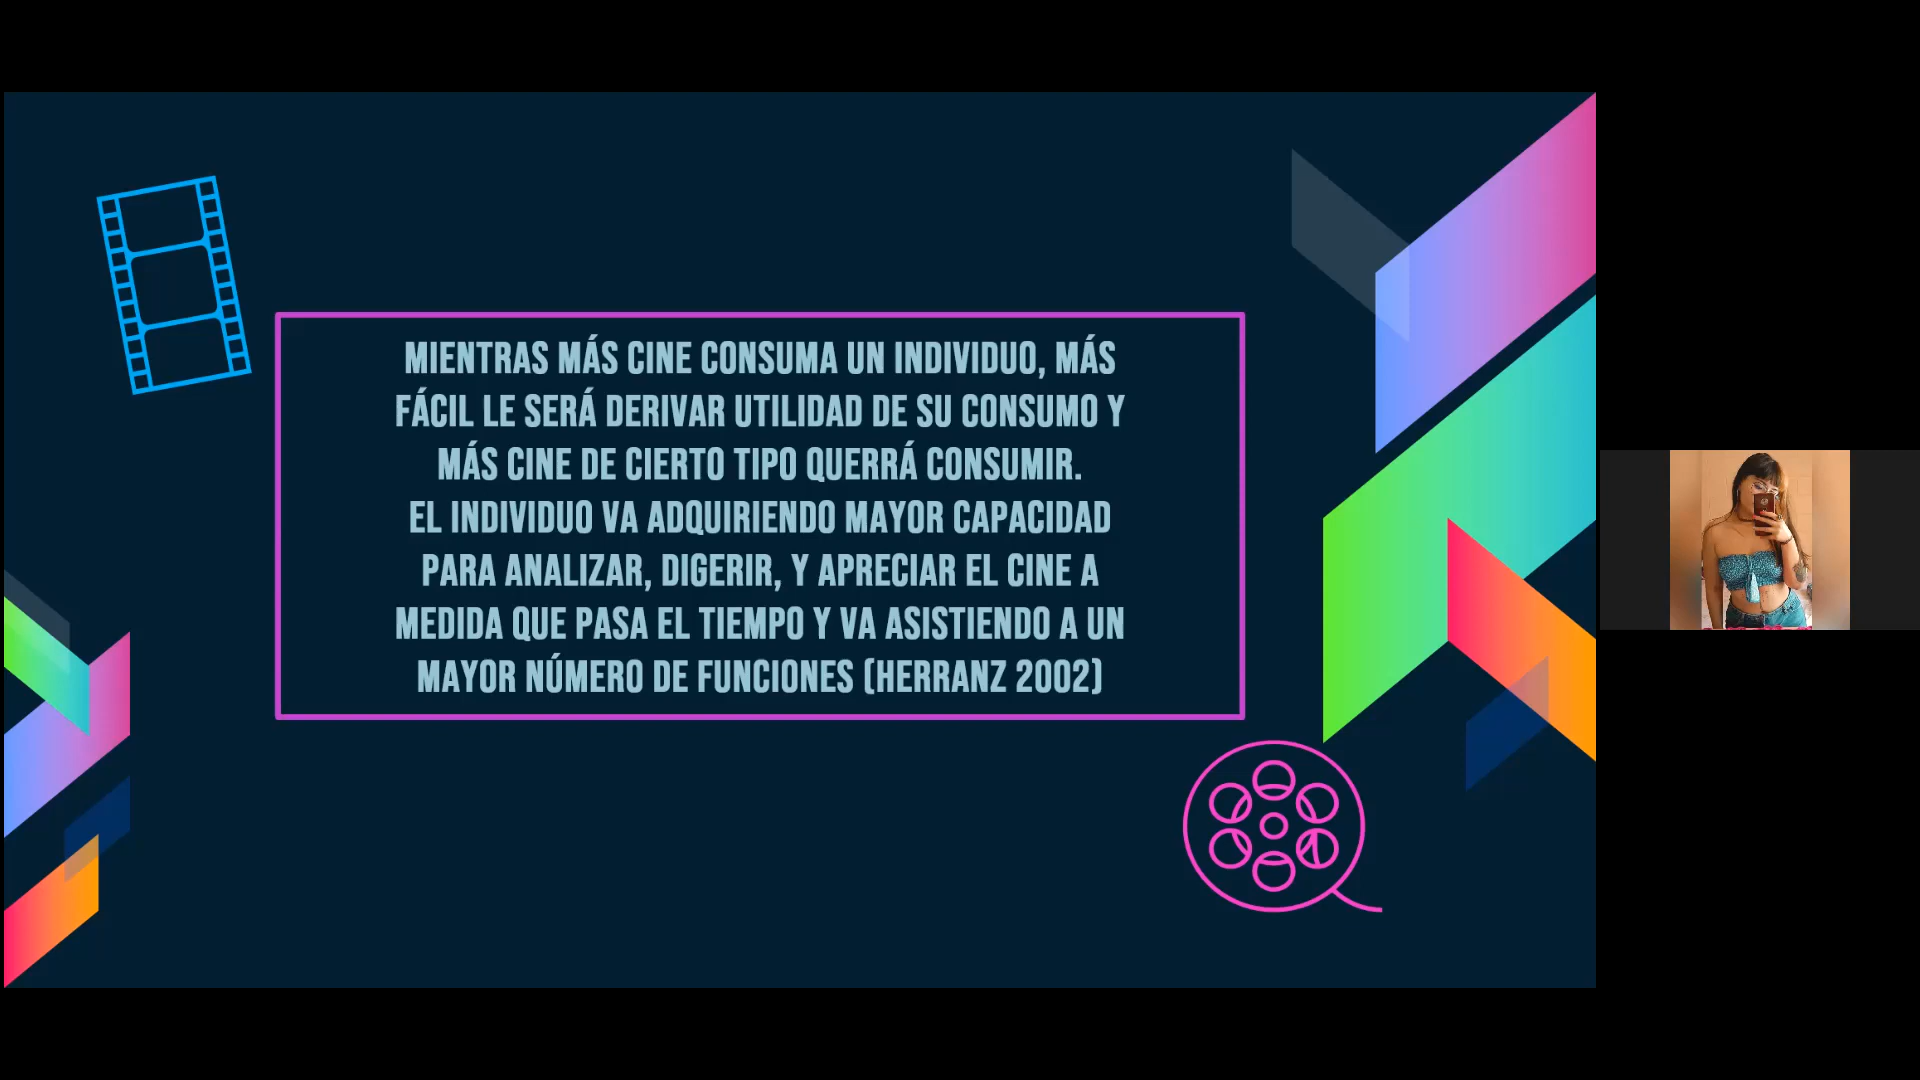 MIENTRAS MÁS CINE CONSUMA UN INDIVIDUO, MÁS
FÁCIL LE SERÁ DERIVAR UTILIDAD DE SU CONSUMO Y
MÁS CINE DE CIERTO TIPO QUERRÁ CONSUMIR.
EL INDIVIDUO VA ADQUIRIENDO MAYOR CAPACIDAD
PARA ANALIZAR, DIGERIR, Y APRECIAR EL CINE A
MEDIDA QUE PASA EL TIEMPO Y VA ASISTIENDO A UN
MAYOR NÚMERO DE FUNCIONES (HERRANZ 2002)